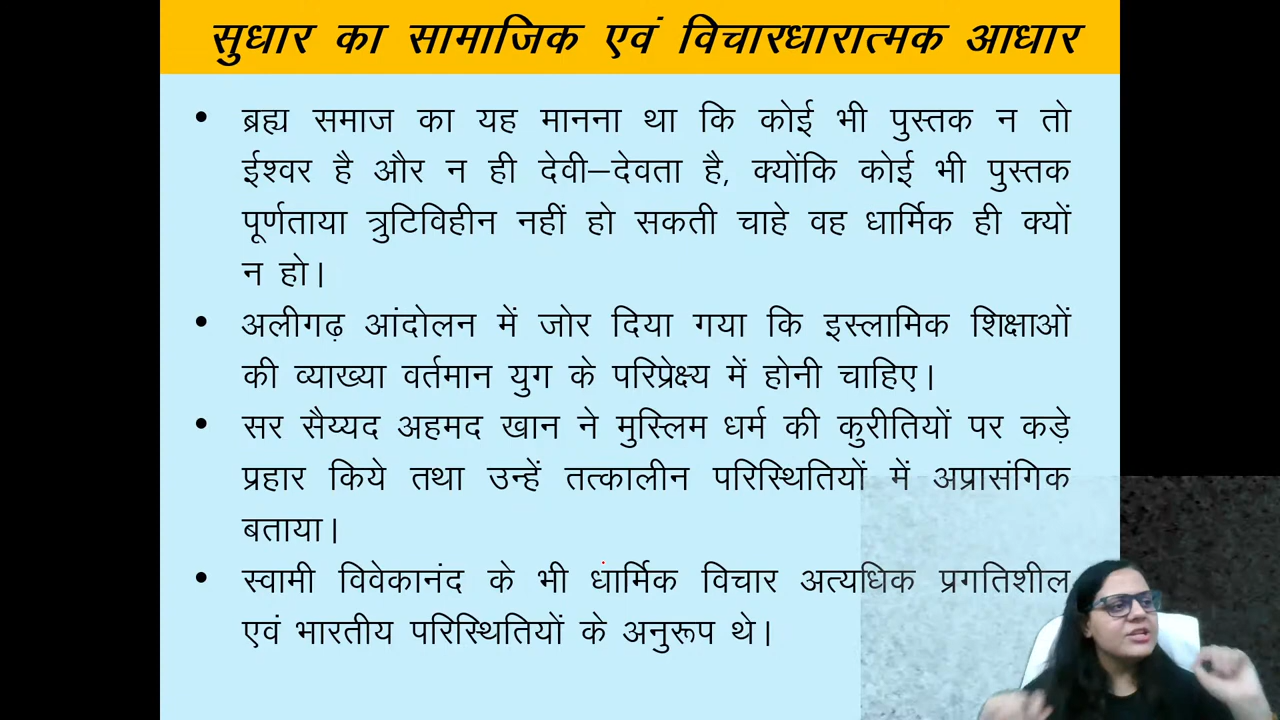 सुधार का सामाजिक एवं विचारधारात्मक आधार
• ब्रह्म समाज का यह मानना था कि कोई भी पुस्तक न तो
ईश्वर है और न ही देवी–देवता है, क्योंकि कोई भी पुस्तक
पूर्णताया त्रुटिविहीन नहीं हो सकती चाहे वह धार्मिक ही क्यों
न हो।
• अलीगढ़ आंदोलन में जोर दिया गया कि इस्लामिक शिक्षाओं
की व्याख्या वर्तमान युग के परिप्रेक्ष्य में होनी चाहिए।
• सर सैय्यद अहमद खान ने मुस्लिम धर्म की कुरीतियों पर कड़े
प्रहार किये तथा उन्हें तत्कालीन परिस्थितियों में अप्रासंगिक
बताया।
• स्वामी विवेकानंद के भी धार्मिक विचार अत्यधिक प्रगतिशील
एवं भारतीय परिस्थितियों के अनुरूप थे।